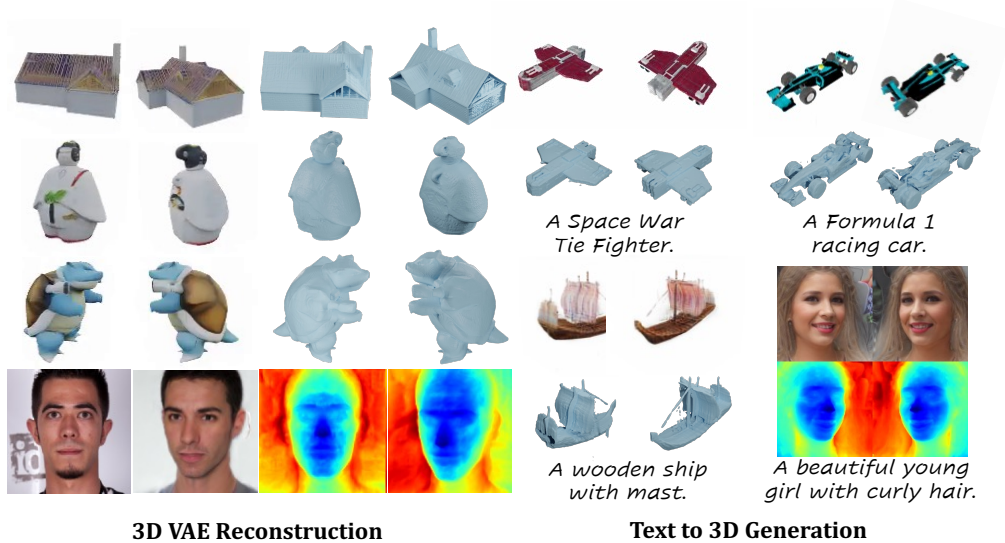 A Space War
Tie Fighter.
A Formula 1
racing car.
id
A wooden ship
with mast.
A beautiful young
girl with curly hair.
3D VAE Reconstruction
Text to 3D Generation